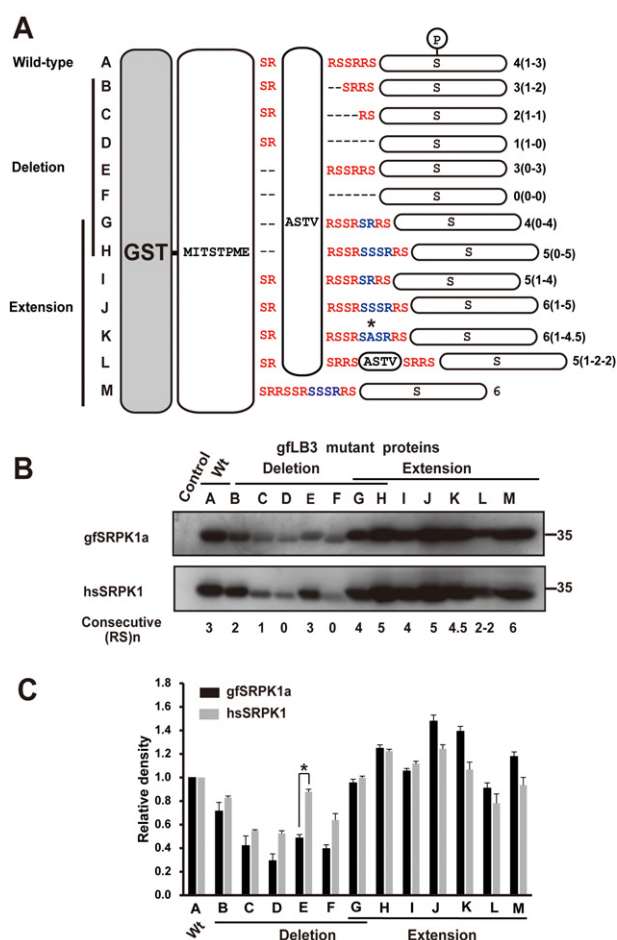 A
P
Wild-type A SR RSSRRS S 4(1-3)
B SR --SRRS S 3(1-2)
C SR ----RS S 2(1-1)
D SR ------ S 1(1-0)
Deletion
E -- RSSRRS S 3(0-3)
F -- ------ S 0(0-0)
G ASTV RSSRSRRS S 4(0-4)
H GST MITSTPME -- RSSRSSSRRS S 5(0-5)
I SR RSSRSRRS S 5(1-4)
Extension
J SR RSSRSSSRRS S 6(1-5)
*
K SR RSSRSASRRS S 6(1-4.5)
L SR SRRS ASTV SRRS S 5(1-2-2)
M SRRSSRSSSRRS S 6
B
gfLB3 mutant proteins
Control Wt Deletion Extension
A B C D E F G H I J K L M
gfSRPK1a 35
hsSRPK1 35
Consecutive (RS)n 3 2 1 0 3 0 4 5 4 5 4.5 2-2 6
C
gfSRPK1a
hsSRPK1
Relative density
1.8
1.6
1.4
1.2
1.0
0.8
0.6
0.4
0.2
0.0
*
A B C D E F G H I J K L M
Wt Deletion Extension